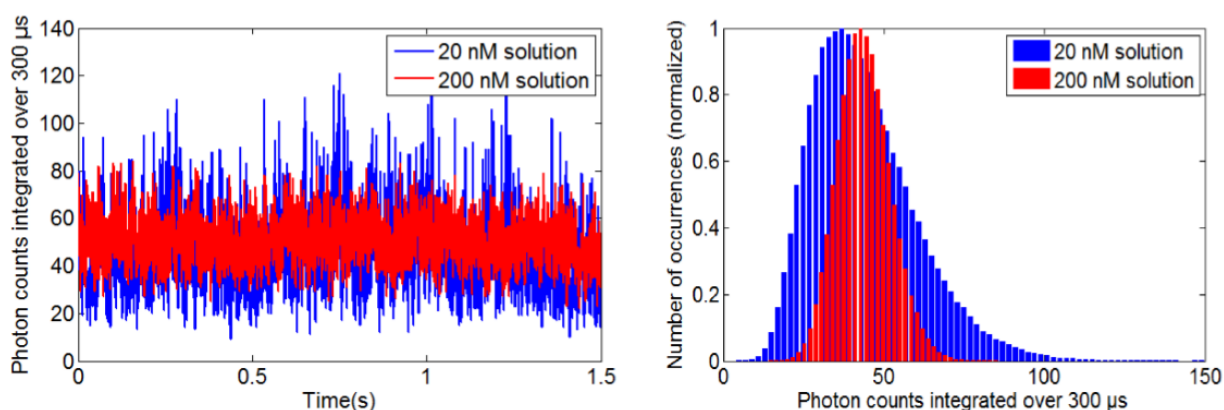 Photon counts integrated over 300 µs
140
120
100
80
60
40
20
0
20 nM solution
200 nM solution
0
0.5
1
1.5
Time(s)
Number of occurrences (normalized)
1
0.8
0.6
0.4
0.2
0
20 nM solution
200 nM solution
0
50
100
150
Photon counts integrated over 300 µs